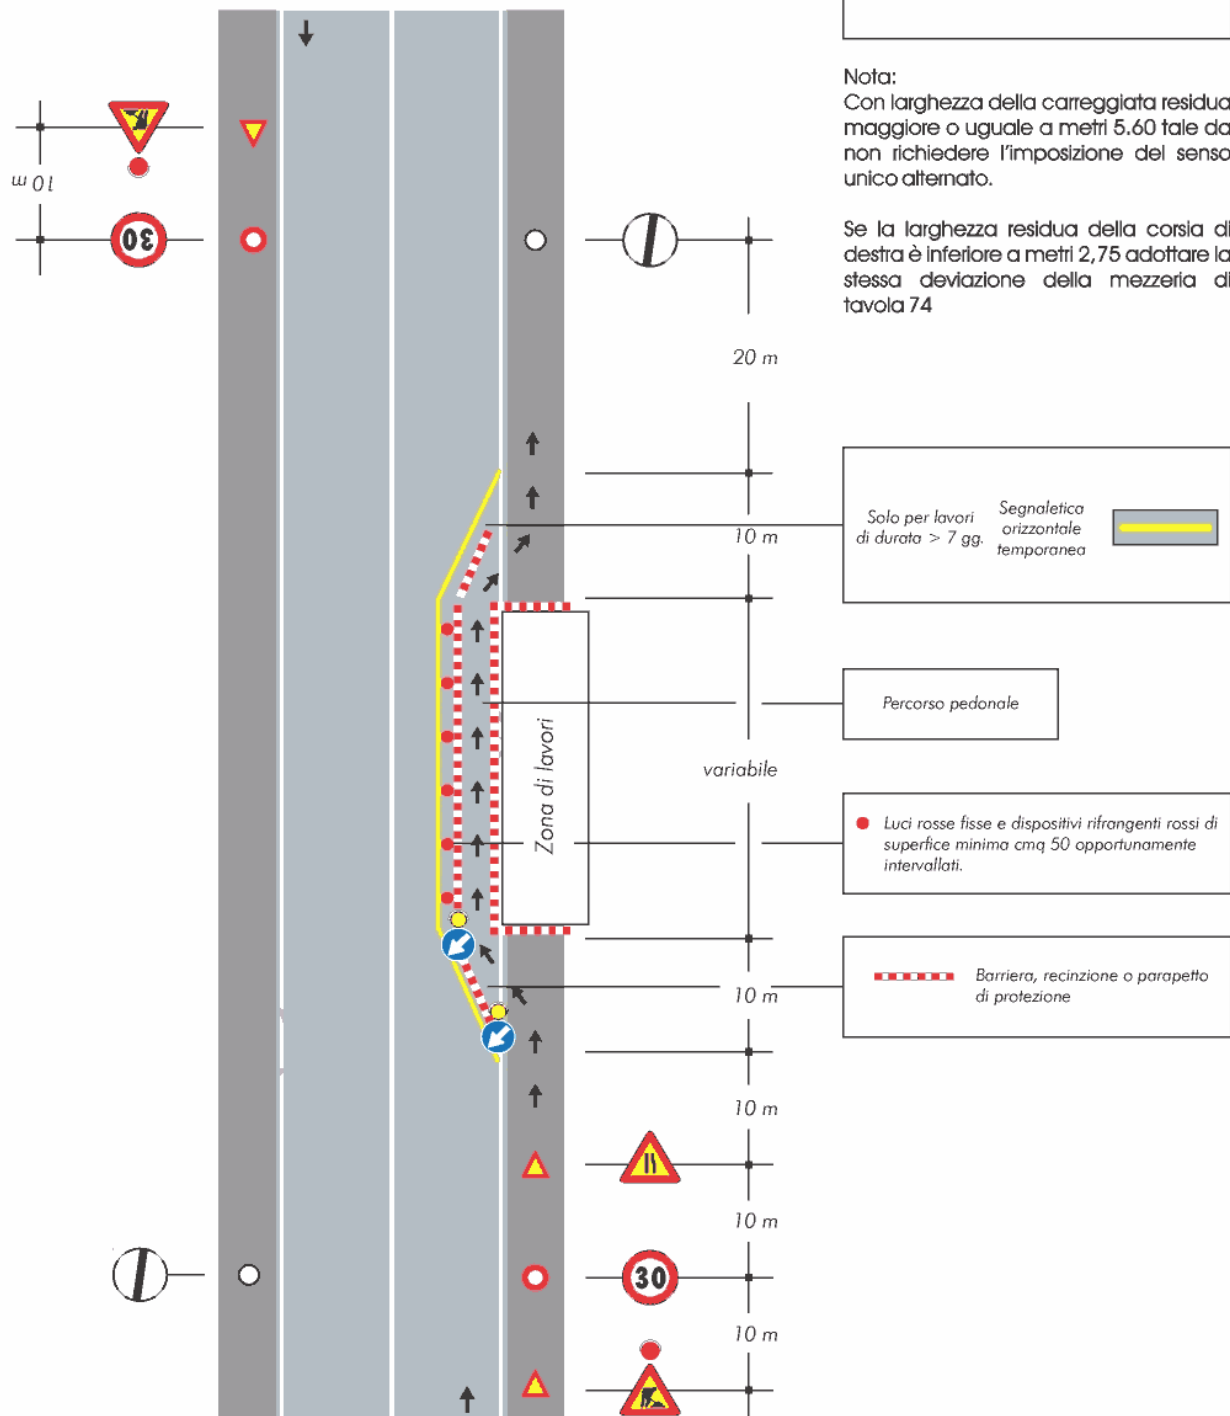 Nota:
Con larghezza della carreggiata residua
maggiore o uguale a metri 5.60 tale da
non richiedere l'imposizione del senso
unico alternato.
Se la larghezza residua della corsia di
destra è inferiore a metri 2,75 adottare la
stessa deviazione della mezzeria di
tavola 74
10 m
30
20 m
10 m
Solo per lavori
di durata > 7 gg.
Segnaletica
orizzontale
temporanea
Percorso pedonale
Zona di lavori
variabile
Luci rosse fisse e dispositivi rifrangenti rossi di
superfice minima cmq 50 opportunamente
intervallati.
Barriera, recinzione o parapetto
di protezione
10 m
10 m
10 m
30
10 m